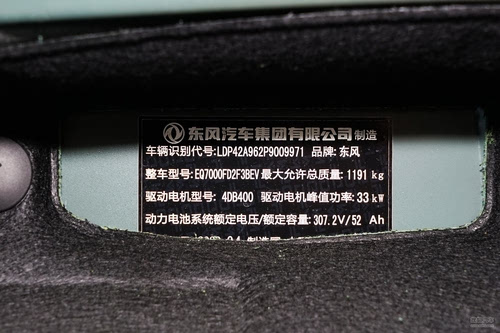 东风汽车集团有限公司制造
车辆识别代号:LDP42A962P9009971 品牌:东风
整车型号:EQ7000FD2F3BEV 最大允许总质量:1191 kg
驱动电机型号:4DB400 驱动电机峰值功率:33 kW
动力电池系统额定电压/额定容量:307.2V/52 Ah